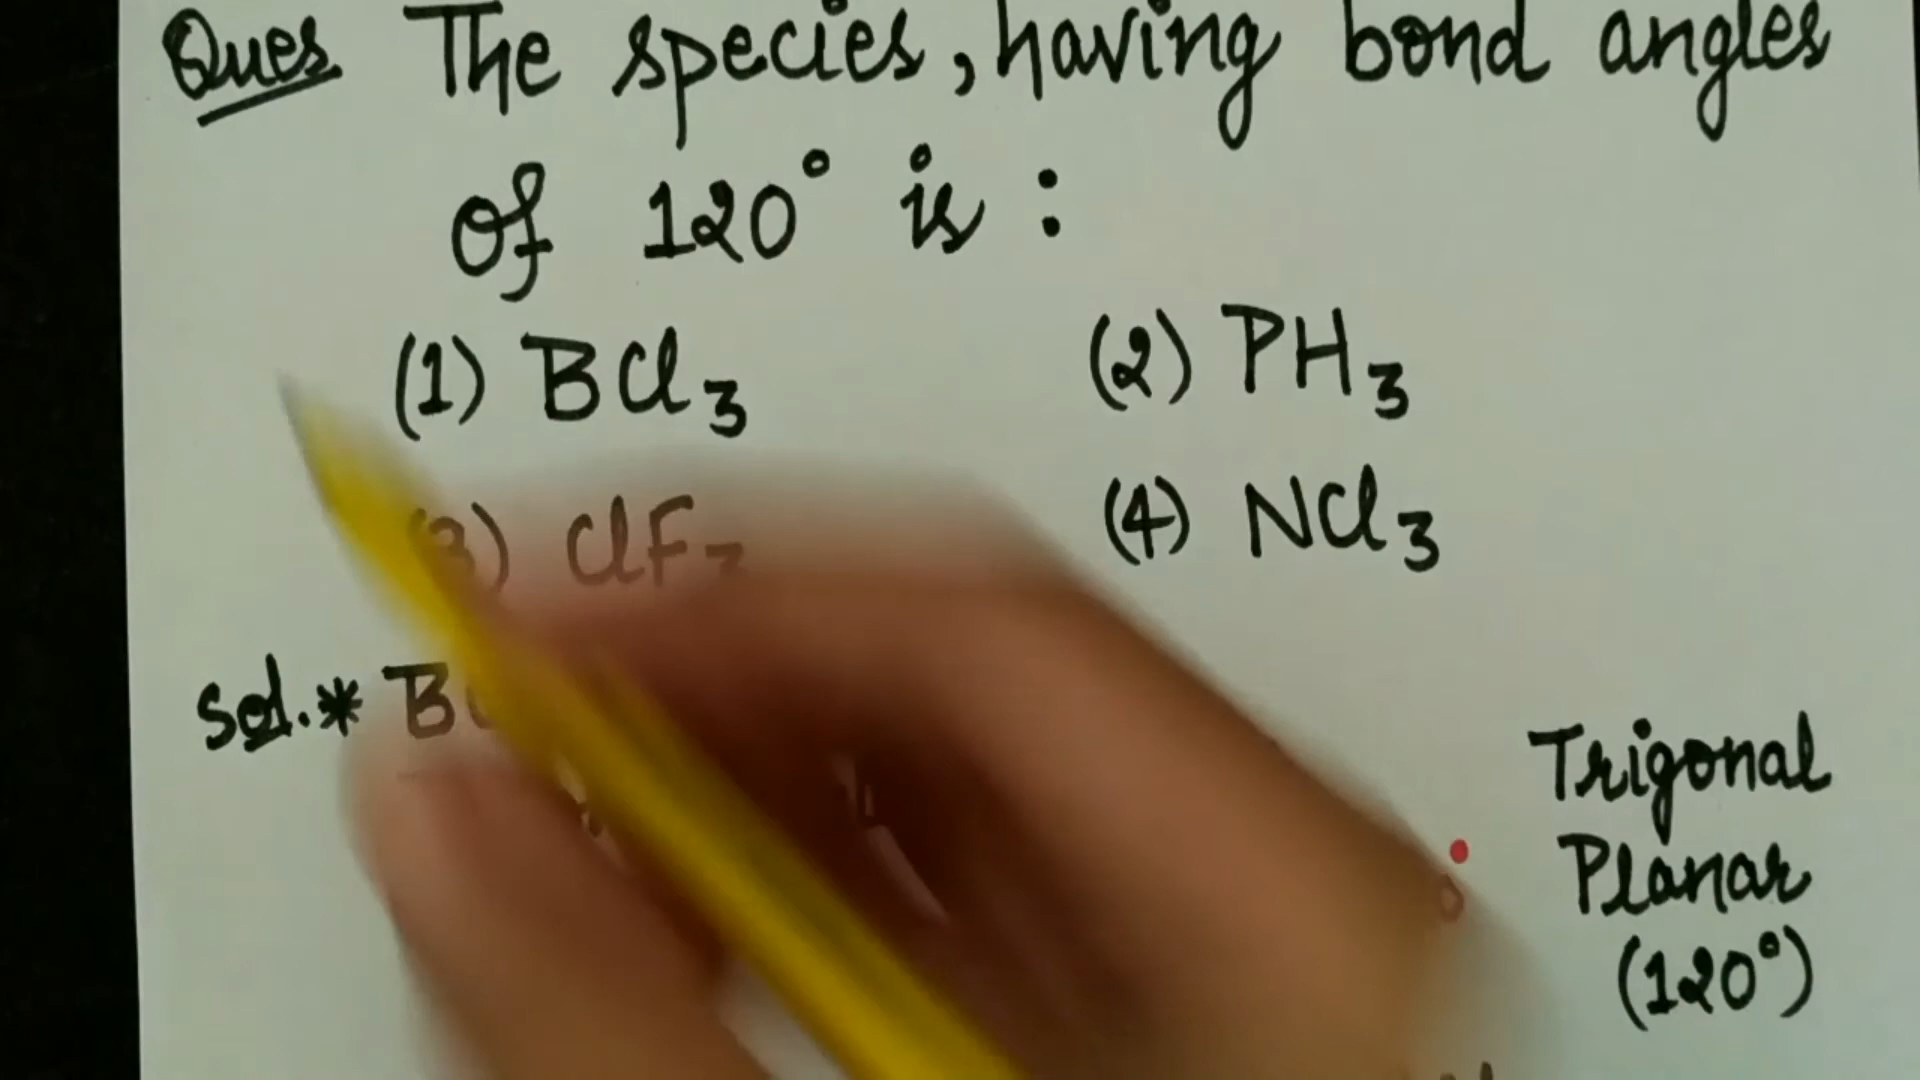 Ques. The species, having bond angles
of 120° is :
(1) BCl3 (2) PH3
(3) ClF3 (4) NCl3
Sol.* B
Trigonal
Planar
(120°)